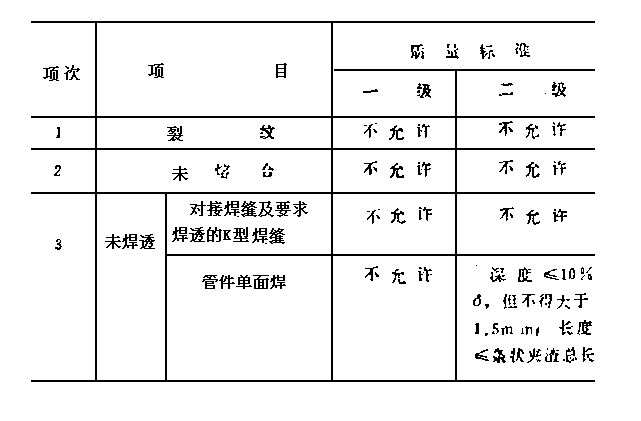 项次 项 目 质 量 标 准
一 级 二 级
1 裂 纹 不 允 许 不 允 许
2 未 熔 合 不 允 许 不 允 许
3 未焊透 对接焊缝及要求
焊透的K型焊缝 不 允 许 不 允 许
管件单面焊 不 允 许 深 度 ≤10%
δ，但不得大于
1.5mm； 长度
≤条状夹渣总长